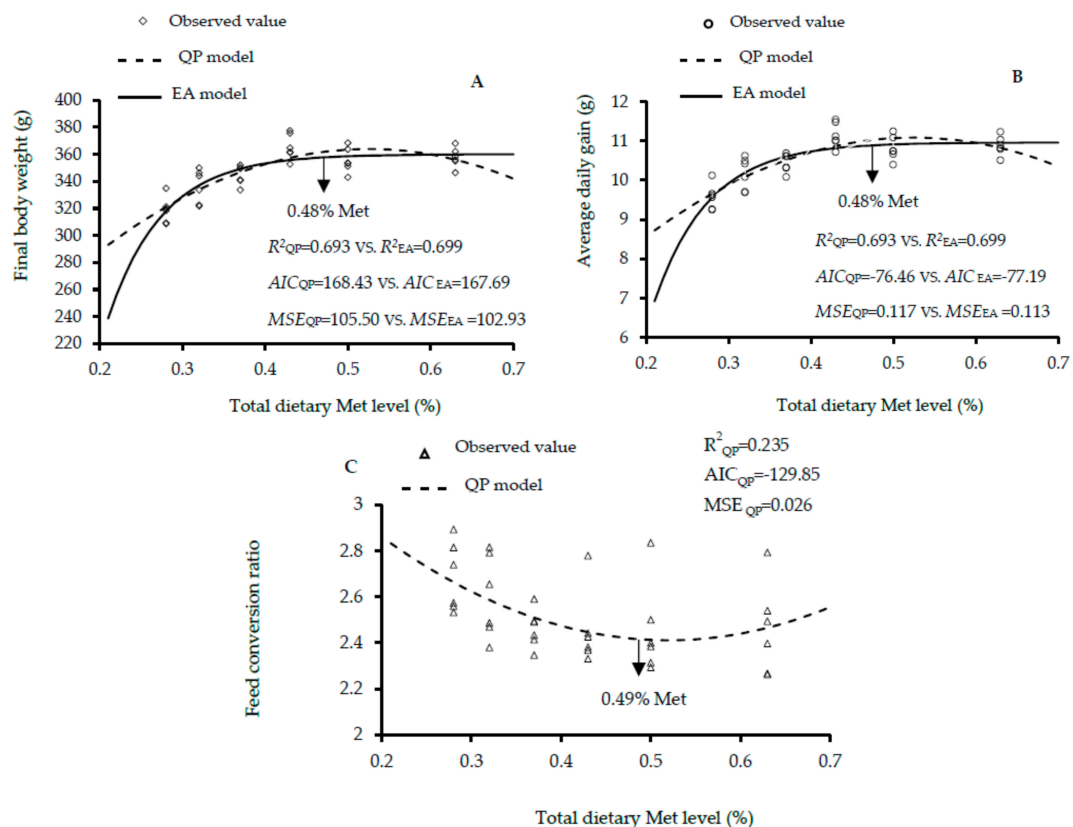 Observed value
QP model
EA model
A
400
380
360
340
320
300
280
260
240
220
Final body weight (g)
0.48% Met
R²QP=0.693 VS. R²EA=0.699
AICQP=168.43 VS. AICEA=167.69
MSEQP=105.50 VS. MSEEA =102.93
0.2 0.3 0.4 0.5 0.6 0.7
Total dietary Met level (%)
Observed value
QP model
EA model
B
12
11
10
9
8
7
6
Average daily gain (g)
0.48% Met
R²QP=0.693 VS. R²EA=0.699
AICQP=-76.46 VS. AICEA=-77.19
MSEQP=0.117 VS. MSEEA =0.113
0.2 0.3 0.4 0.5 0.6 0.7
Total dietary Met level (%)
C
Observed value
QP model
R²QP=0.235
AICQP=-129.85
MSEQP=0.026
3
2.8
2.6
2.4
2.2
2
Feed conversion ratio
0.49% Met
0.2 0.3 0.4 0.5 0.6 0.7
Total dietary Met level (%)